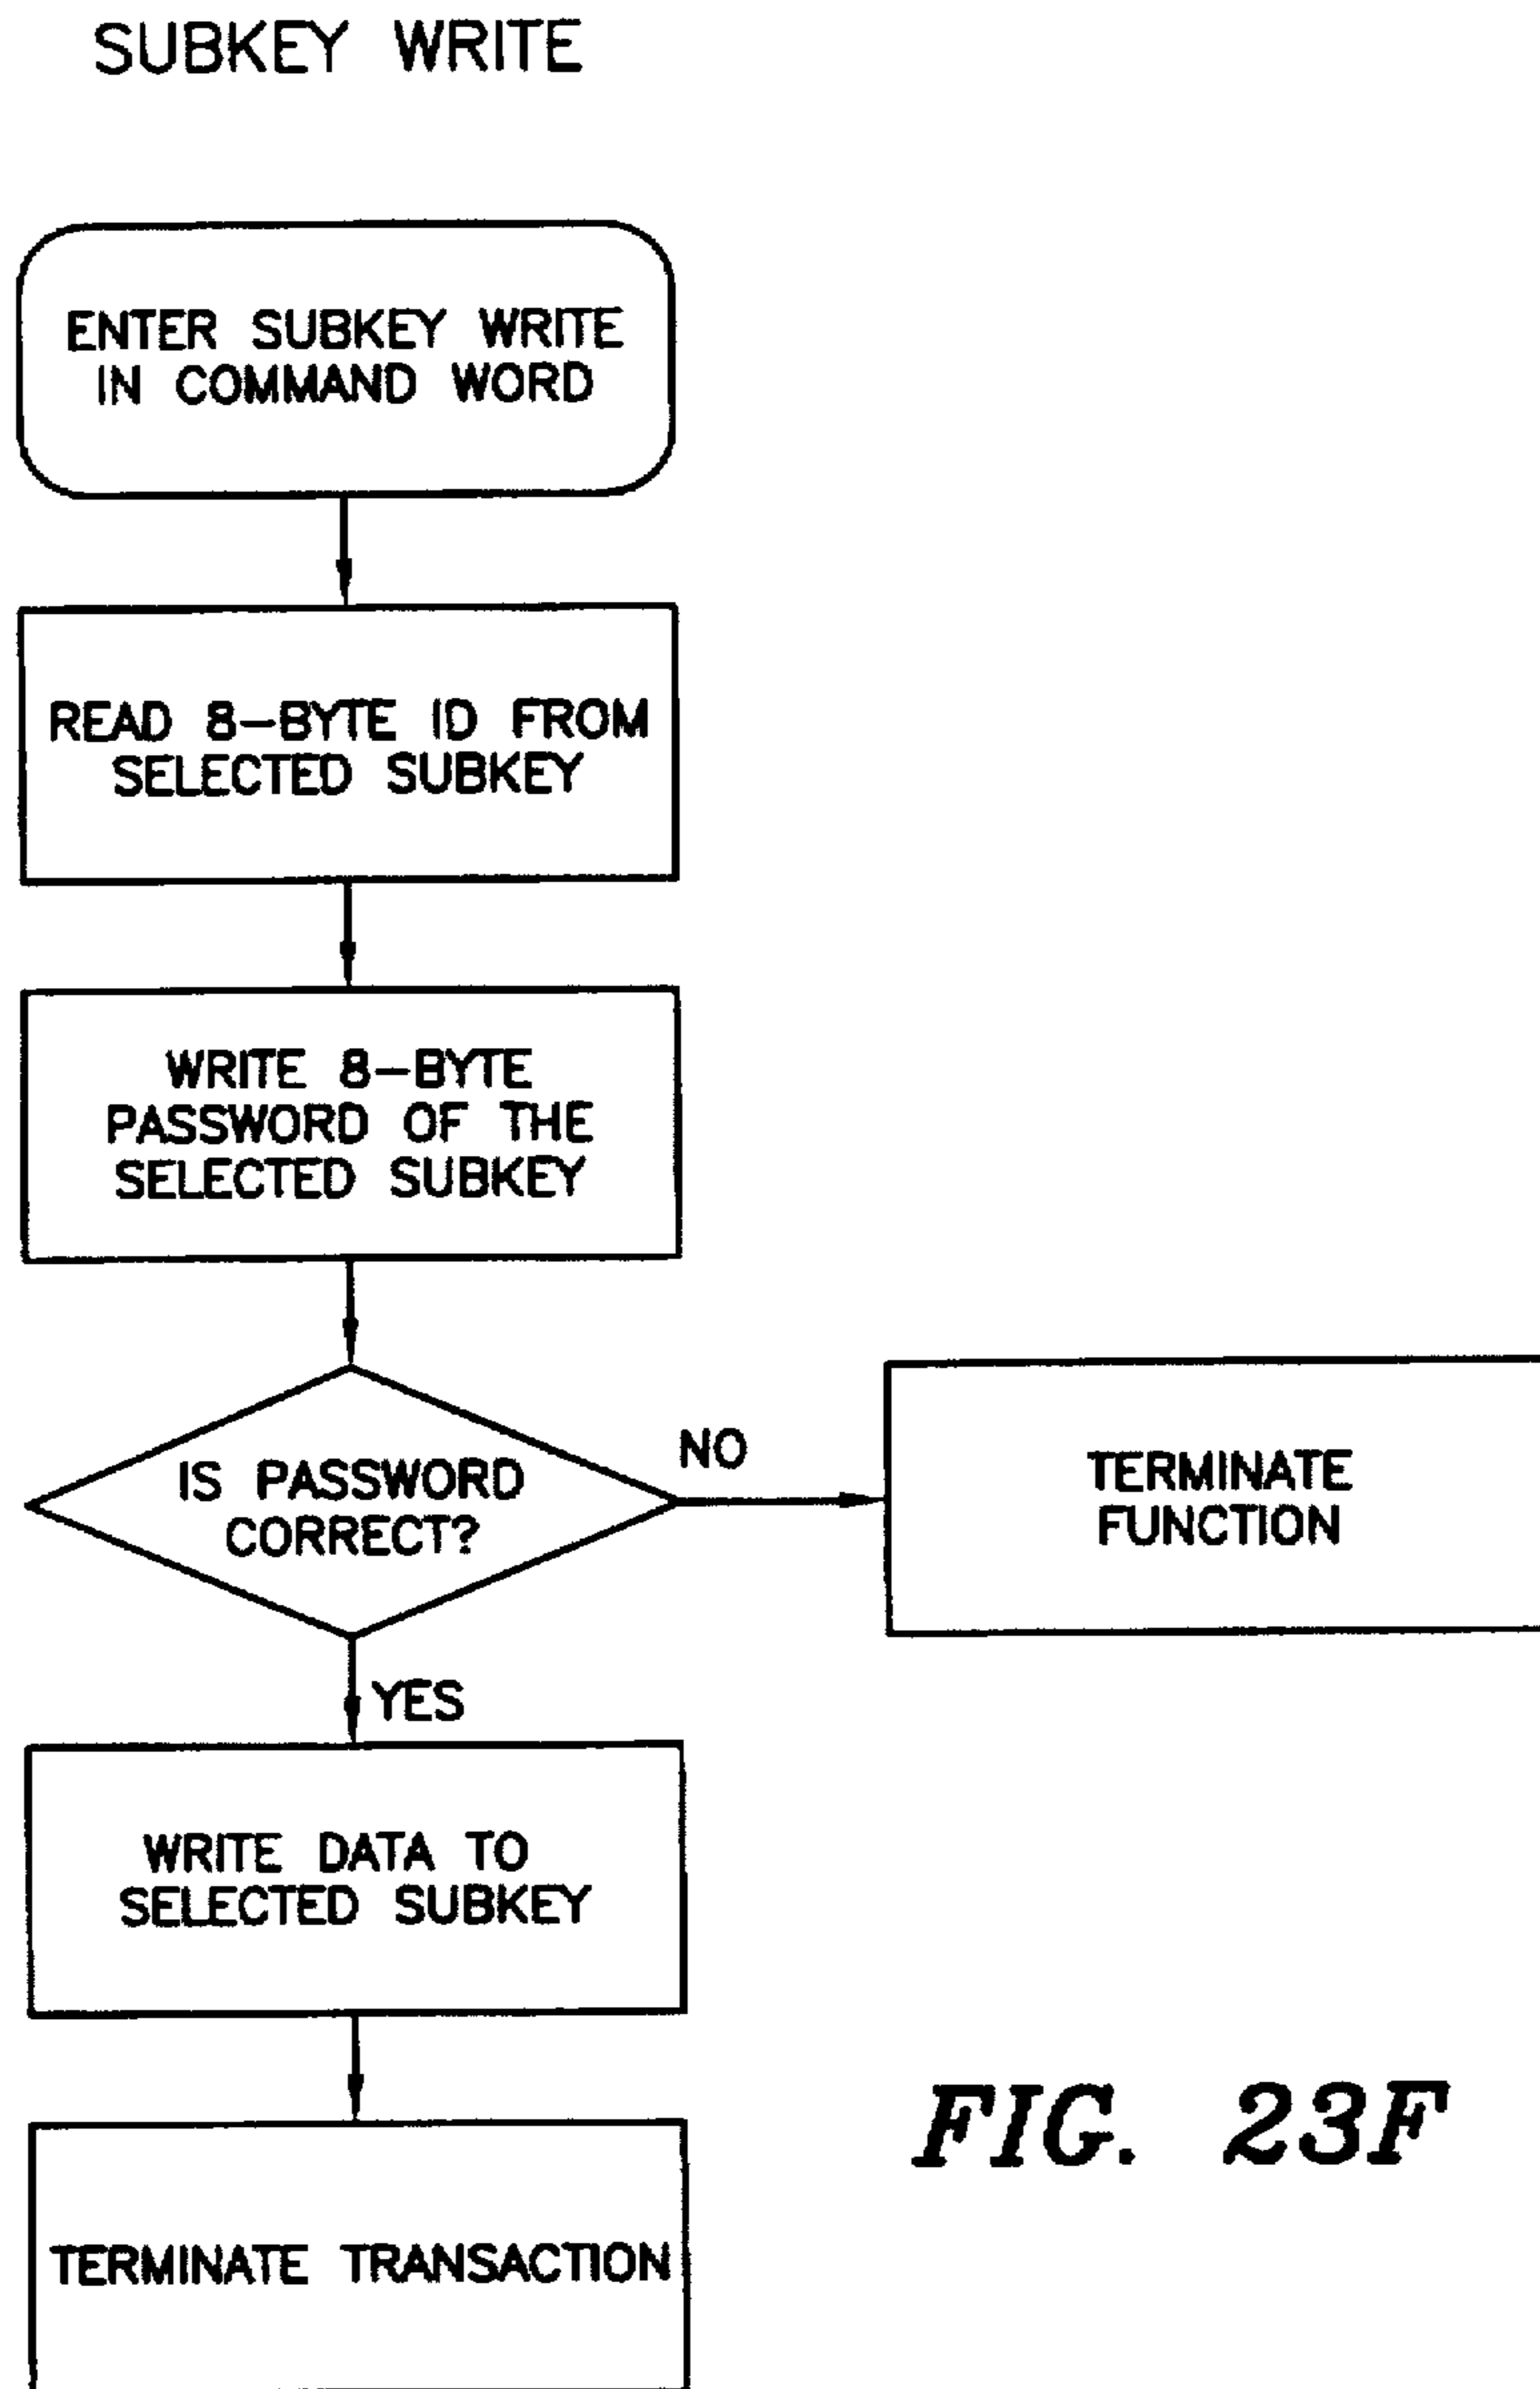 SUBKEY WRITE
ENTER SUBKEY WRITE
IN COMMAND WORD
READ 8-BYTE ID FROM
SELECTED SUBKEY
WRITE 8-BYTE
PASSWORD OF THE
SELECTED SUBKEY
IS PASSWORD
CORRECT?
NO
TERMINATE
FUNCTION
YES
WRITE DATA TO
SELECTED SUBKEY
TERMINATE TRANSACTION
FIG. 23F